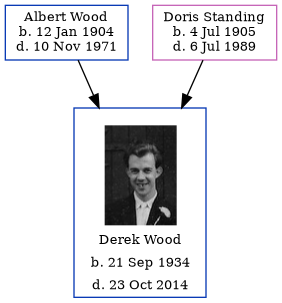 Albert Wood
b. 12 Jan 1904
d. 10 Nov 1971
Doris Standing
b. 4 Jul 1905
d. 6 Jul 1989
Derek Wood
b. 21 Sep 1934
d. 23 Oct 2014